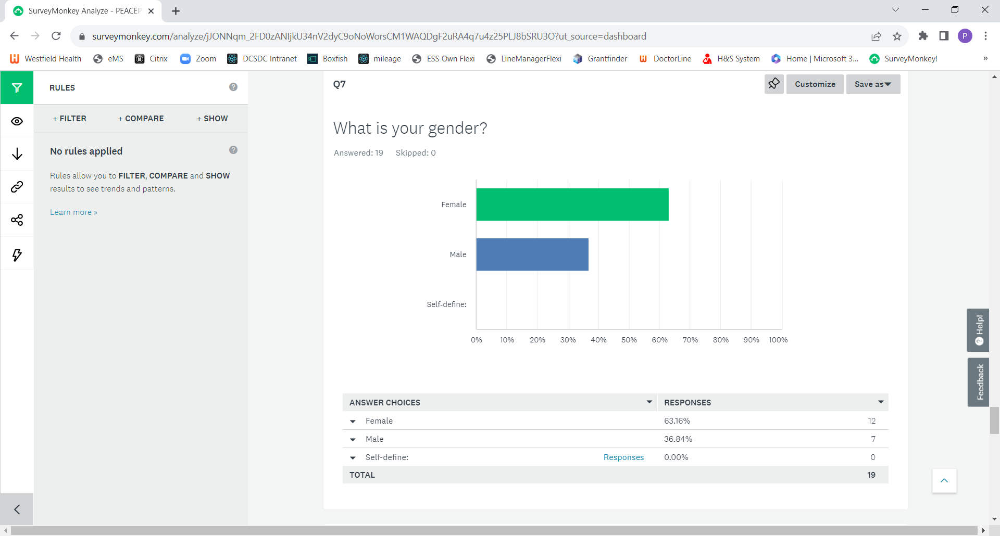 SurveyMonkey Analyze - PEACEP
surveymonkey.com/analyze/jJONNqm_2FD0zANIjkU34nV2dyC9oNoWorsCM1WAQDgF2uRA4q7u4z25PLJ8bSRU3O?ut_source=dashboard
P
Westfield Health eMS Citrix Zoom DCSDC Intranet Boxfish mileage ESS Own Flexi LineManagerFlexi Grantfinder DoctorLine H&S System Home | Microsoft 3... SurveyMonkey! »
RULES ?
+ FILTER + COMPARE + SHOW
No rules applied ?
Rules allow you to FILTER, COMPARE and SHOW
results to see trends and patterns.
Learn more »
Q7
Customize Save as
What is your gender?
Answered: 19 Skipped: 0
Female
Male
Self-define:
0% 10% 20% 30% 40% 50% 60% 70% 80% 90% 100%
ANSWER CHOICES RESPONSES
Female 63.16% 12
Male 36.84% 7
Self-define: Responses 0.00% 0
TOTAL 19
? Help!
Feedback